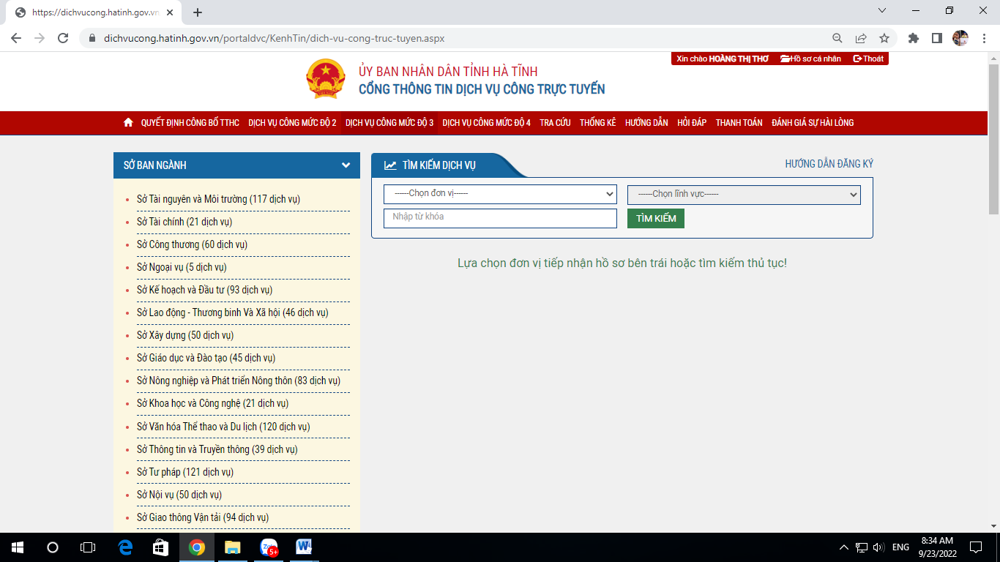 https://dichvucong.hatinh.gov.vn
dichvucong.hatinh.gov.vn/portaldvc/KenhTin/dich-vu-cong-truc-tuyen.aspx
Xin chào HOÀNG THỊ THƠ Hồ sơ cá nhân Thoát
ỦY BAN NHÂN DÂN TỈNH HÀ TĨNH
CỔNG THÔNG TIN DỊCH VỤ CÔNG TRỰC TUYẾN
QUYẾT ĐỊNH CÔNG BỐ TTHC DỊCH VỤ CÔNG MỨC ĐỘ 2 DỊCH VỤ CÔNG MỨC ĐỘ 3 DỊCH VỤ CÔNG MỨC ĐỘ 4 TRA CỨU THỐNG KÊ HƯỚNG DẪN HỎI ĐÁP THANH TOÁN ĐÁNH GIÁ SỰ HÀI LÒNG
SỞ BAN NGÀNH
Sở Tài nguyên và Môi trường (117 dịch vụ)
Sở Tài chính (21 dịch vụ)
Sở Công thương (60 dịch vụ)
Sở Ngoại vụ (5 dịch vụ)
Sở Kế hoạch và Đầu tư (93 dịch vụ)
Sở Lao động - Thương binh Và Xã hội (46 dịch vụ)
Sở Xây dựng (50 dịch vụ)
Sở Giáo dục và Đào tạo (45 dịch vụ)
Sở Nông nghiệp và Phát triển Nông thôn (83 dịch vụ)
Sở Khoa học và Công nghệ (21 dịch vụ)
Sở Văn hóa Thể thao và Du lịch (120 dịch vụ)
Sở Thông tin và Truyền thông (39 dịch vụ)
Sở Tư pháp (121 dịch vụ)
Sở Nội vụ (50 dịch vụ)
Sở Giao thông Vận tải (94 dịch vụ)
TÌM KIẾM DỊCH VỤ
HƯỚNG DẪN ĐĂNG KÝ
------Chọn đơn vị------ ------Chọn lĩnh vực------
Nhập từ khóa TÌM KIẾM
Lựa chọn đơn vị tiếp nhận hồ sơ bên trái hoặc tìm kiếm thủ tục!
Zalo 5+
W
ENG
8:34 AM
9/23/2022